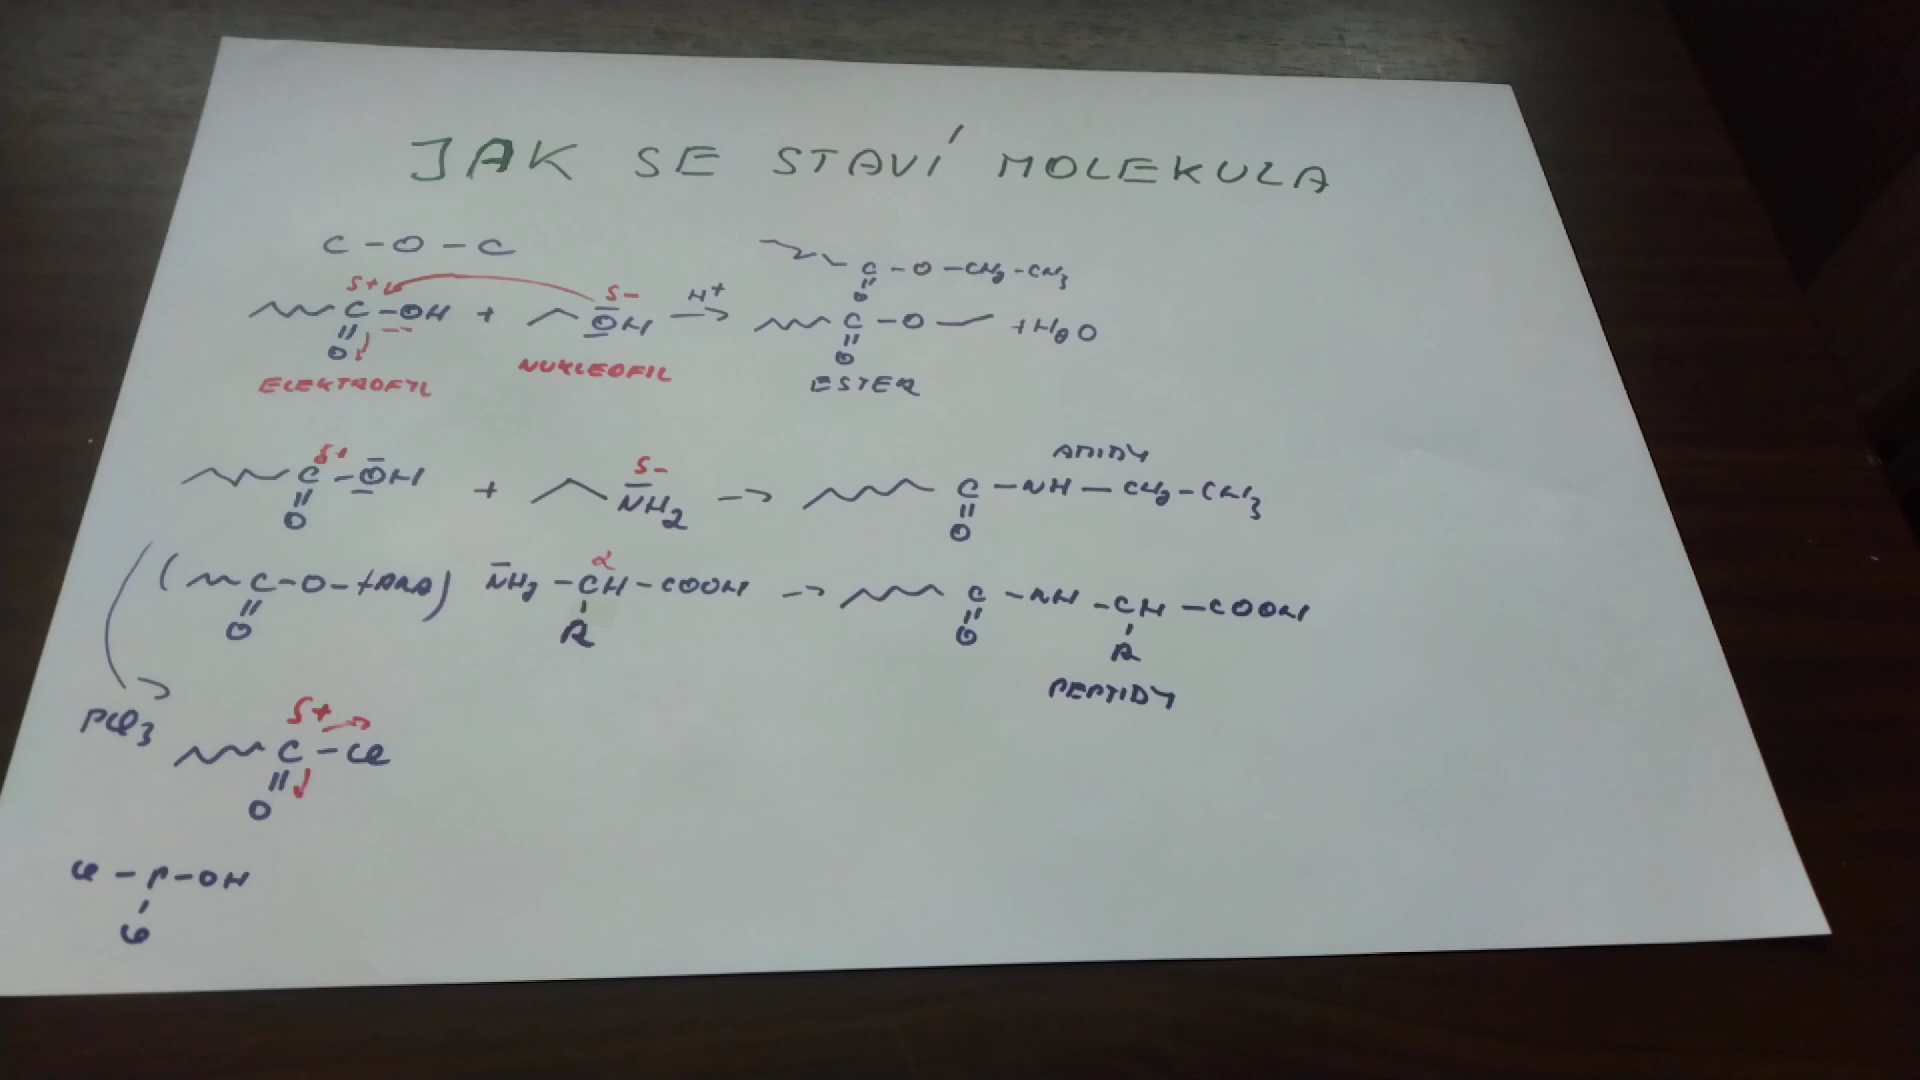 JAK SE STAVÍ MOLEKULA
C - O - C
C - O - CH2 - CH3
O
δ+ δ-
C - OH + OH H+ → C - O + H2O
O O
ELEKTROFIL NUKLEOFIL ESTER
AMIDY
δ+ δ-
C - OH + NH2 → C - NH - CH2 - CH3
O O
α
( C - O - tRNA ) NH2 - CH - COOH → C - NH - CH - COOH
O R O R
PEPTIDY
PCl3
δ+
C - Cl
O
Cl - P - OH
Cl